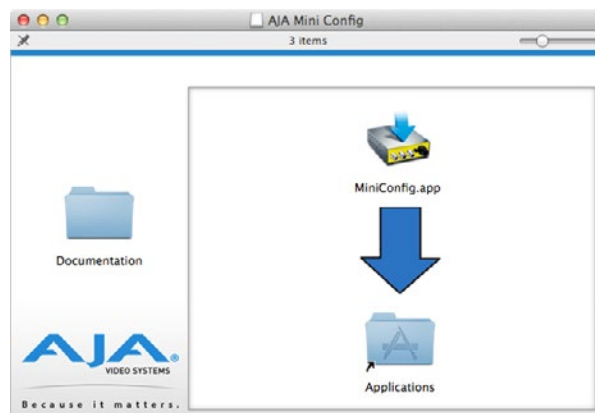 AJA Mini Config
3 items
MiniConfig.app
Documentation
Applications
AJA
VIDEO SYSTEMS
Because it matters.